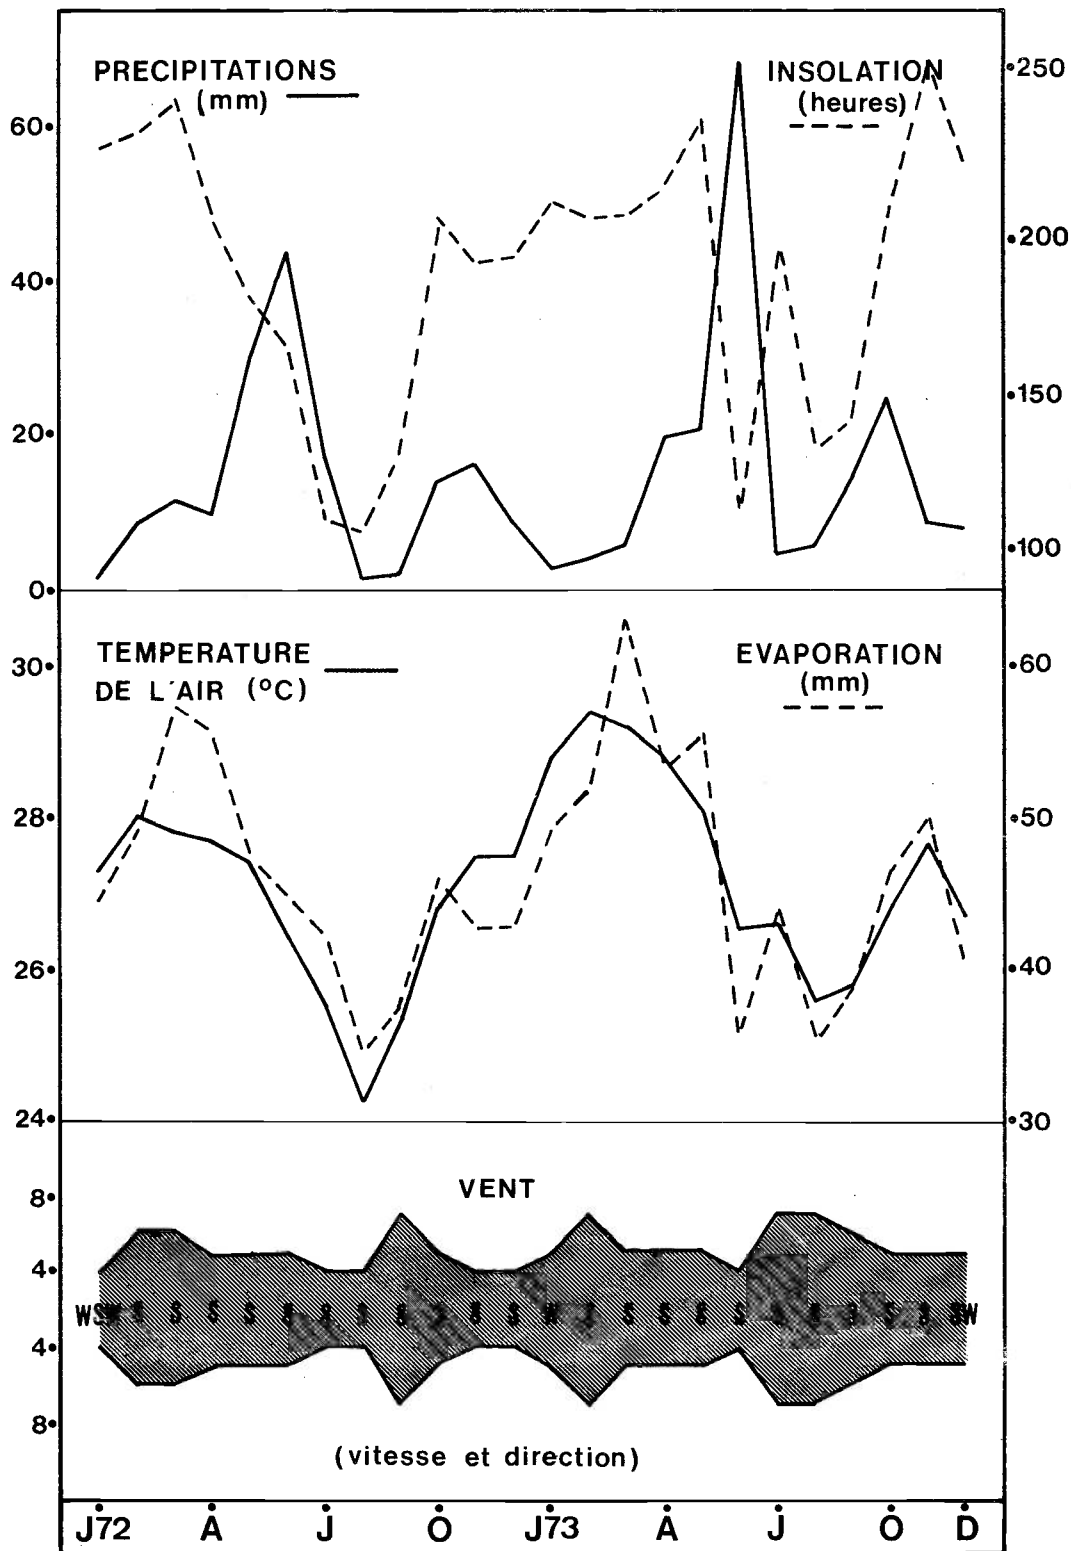 PRECIPITATIONS
(mm)
INSOLATION
(heures)
60
40
20
0
250
200
150
100
TEMPERATURE
DE L'AIR (ºC)
EVAPORATION
(mm)
30
28
26
24
60
50
40
30
VENT
8
4
4
8
WSW S S S S S S S W S SW
(vitesse et direction)
J72 A J O J73 A J O D